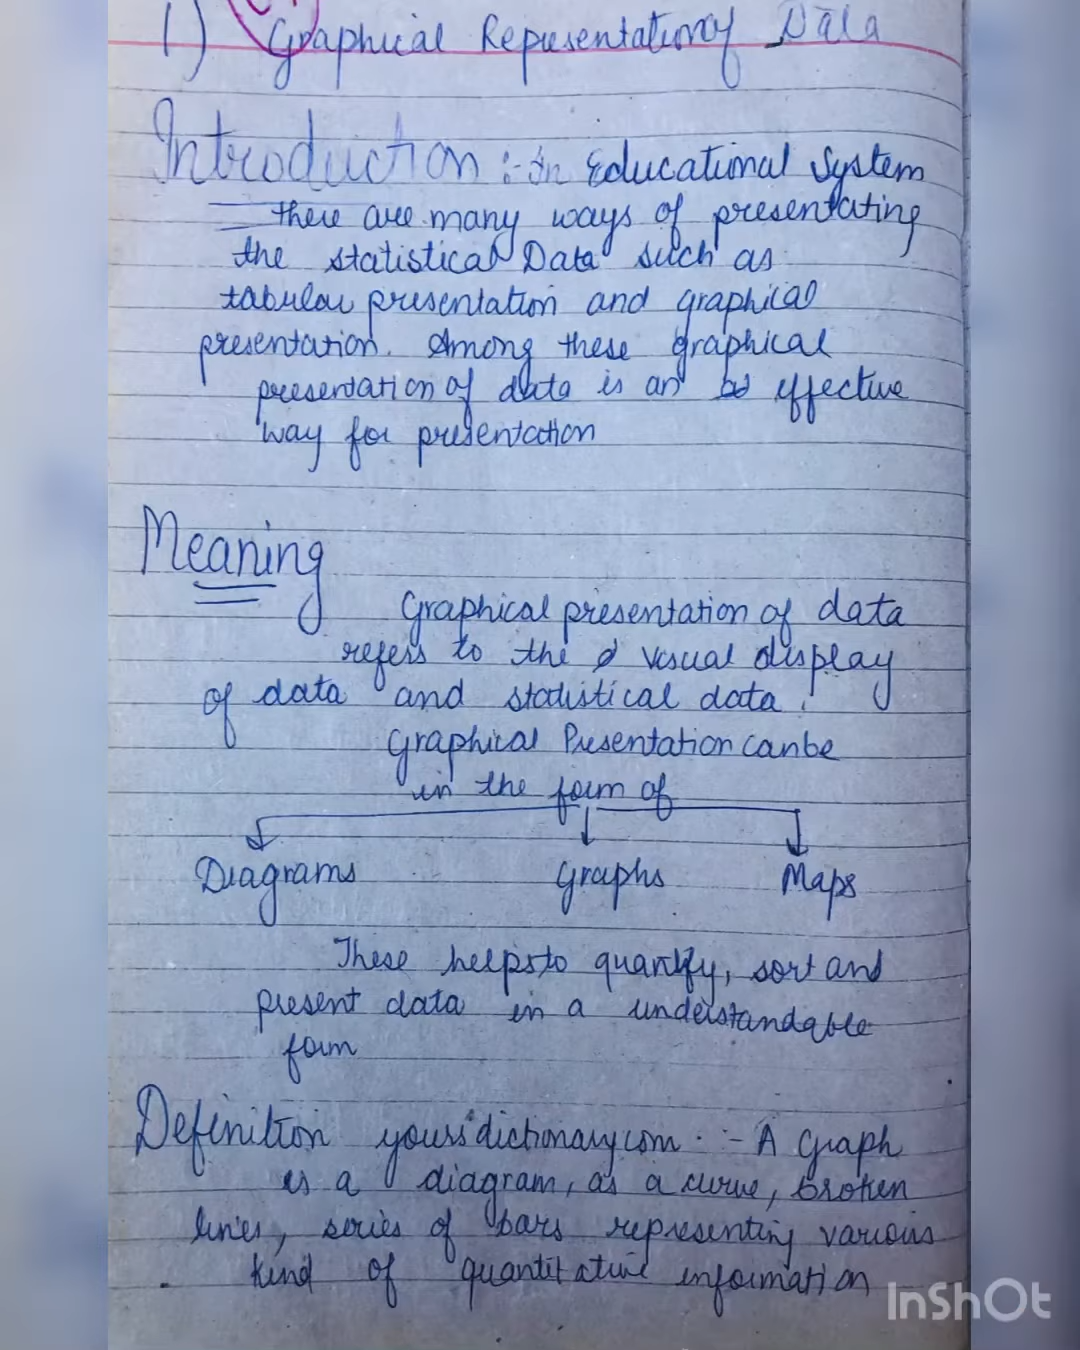 1) Graphical Representation of Data
Introduction :- In Educational System
there are many ways of presentating
the statistical Data such as
tabular presentation and graphical
presentation. Among these graphical
presentation of data is an effective
way for presentation
Meaning
Graphical presentation of data
refers to the visual display
of data and statistical data.
Graphical Presentation can be
in the form of
Diagrams Graphs Maps
These helps to quantify, sort and
present data in a understandable
form
Definition yours dictionary.com :- A Graph
is a diagram, as a curve, broken
lines, series of bars representing various
kind of quantitative information
InShOt